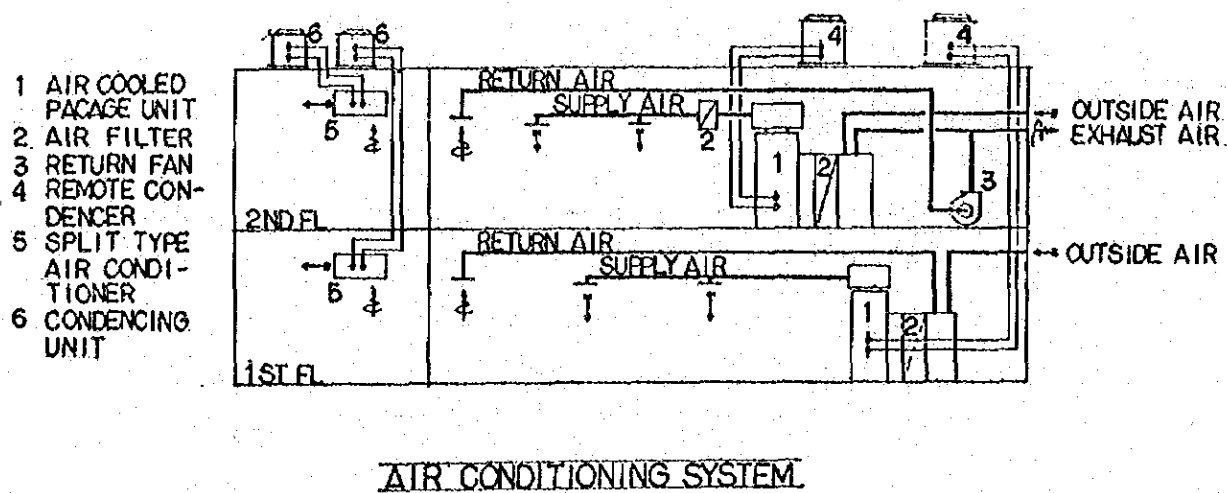 1 AIR COOLED
PACAGE UNIT
2 AIR FILTER
3 RETURN FAN
4 REMOTE CON-
DENCER
5 SPLIT TYPE
AIR CONDI-
TIONER
6 CONDENCING
UNIT
6
6
4
4
RETURN AIR
SUPPLY AIR
5
2
1
2
3
OUTSIDE AIR
EXHAUST AIR
2ND FL
RETURN AIR
SUPPLY AIR
5
1
2
OUTSIDE AIR
1ST FL
AIR CONDITIONING SYSTEM